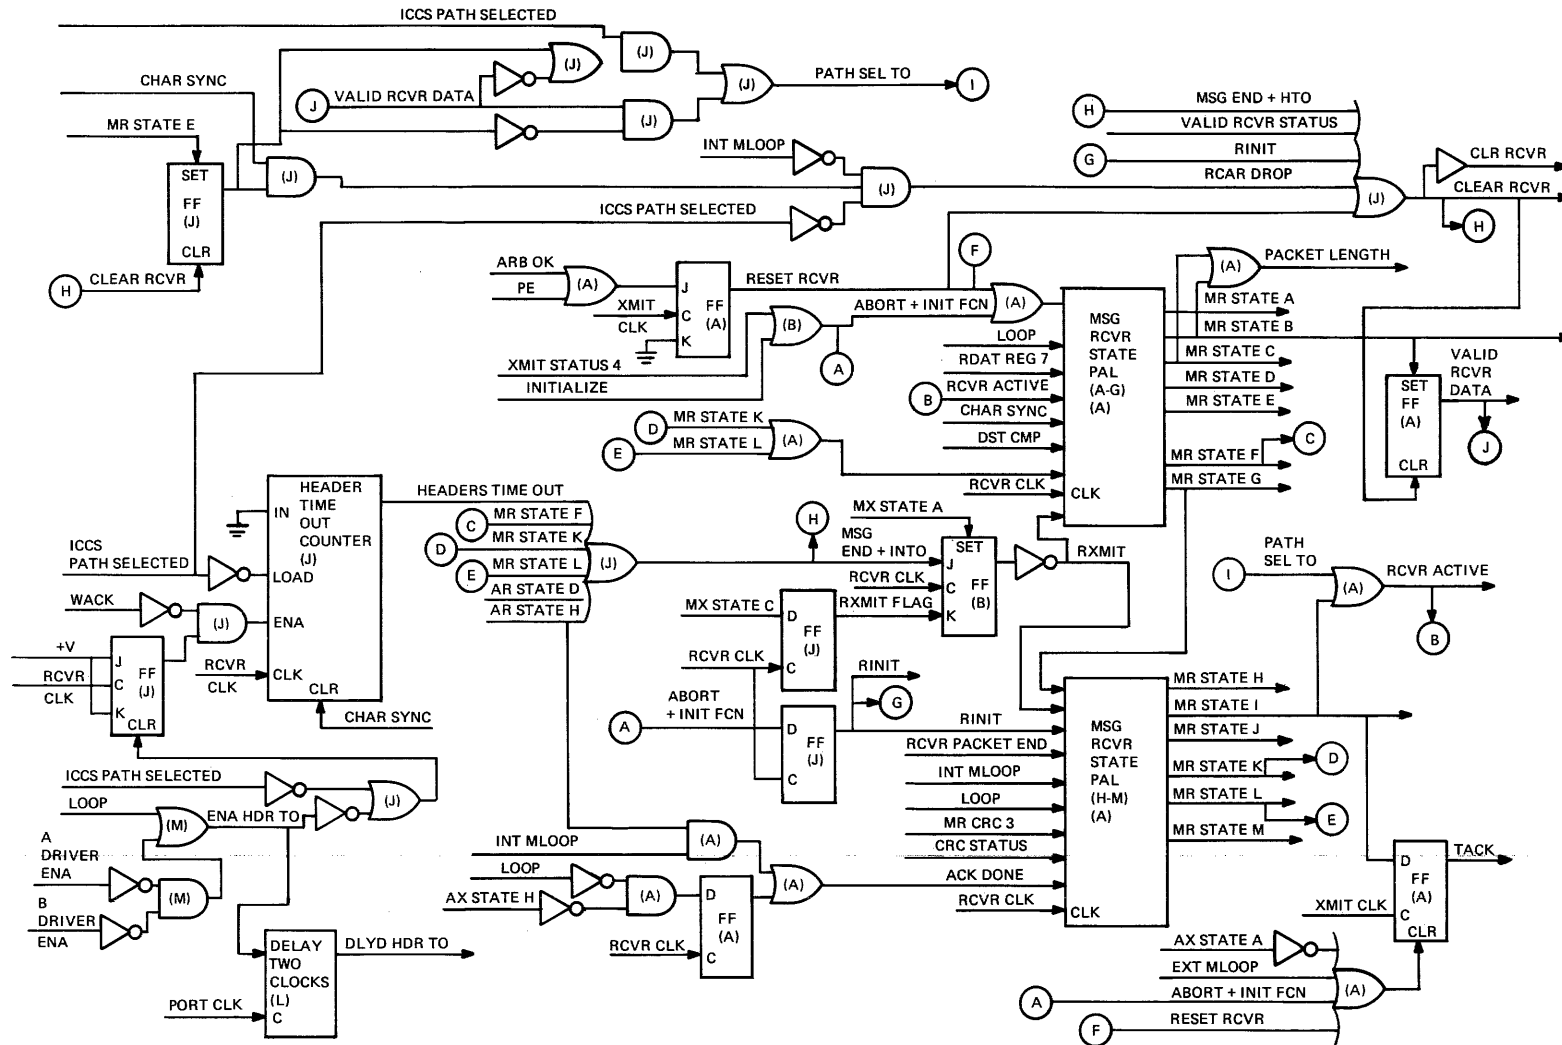 ICCS PATH SELECTED
(J)
(J)
CHAR SYNC
J
VALID RCVR DATA
(J)
PATH SEL TO
I
(J)
MR STATE E
SET
FF
(J)
CLR
(J)
INT MLOOP
(J)
ICCS PATH SELECTED
H
CLEAR RCVR
H
MSG END + HTO
VALID RCVR STATUS
G
RINIT
RCAR DROP
(J)
CLR RCVR
CLEAR RCVR
H
ARB OK
PE
(A)
XMIT
CLK
J
C
K
FF
(A)
RESET RCVR
F
ABORT + INIT FCN
(A)
(B)
A
XMIT STATUS 4
INITIALIZE
LOOP
RDAT REG 7
B
RCVR ACTIVE
CHAR SYNC
DST CMP
D
MR STATE K
E
MR STATE L
(A)
RCVR CLK
MSG
RCVR
STATE
PAL
(A-G)
(A)
CLK
(A)
PACKET LENGTH
MR STATE A
MR STATE B
MR STATE C
MR STATE D
MR STATE E
MR STATE F
C
MR STATE G
SET
FF
(A)
CLR
VALID
RCVR
DATA
J
HEADER
TIME
OUT
COUNTER
(J)
IN
LOAD
ENA
CLK
CLR
ICCS
PATH SELECTED
WACK
(J)
+V
RCVR
CLK
J
C
K
FF
(J)
CLR
RCVR
CLK
CHAR SYNC
HEADERS TIME OUT
C
MR STATE F
D
MR STATE K
E
MR STATE L
AR STATE D
AR STATE H
(J)
H
MSG
END + INTO
MX STATE A
SET
J
C
K
FF
(B)
RCVR CLK
RXMIT FLAG
RXMIT
MX STATE C
D
FF
(J)
C
RCVR CLK
A
ABORT
+ INIT FCN
D
FF
(J)
C
RINIT
G
RINIT
RCVR PACKET END
INT MLOOP
LOOP
MR CRC 3
CRC STATUS
ACK DONE
RCVR CLK
MSG
RCVR
STATE
PAL
(H-M)
(A)
CLK
MR STATE H
MR STATE I
MR STATE J
MR STATE K
D
MR STATE L
E
MR STATE M
I
PATH
SEL TO
(A)
RCVR ACTIVE
B
ICCS PATH SELECTED
LOOP
(M)
ENA HDR TO
(J)
A
DRIVER
ENA
B
DRIVER
ENA
(M)
DELAY
TWO
CLOCKS
(L)
C
DLYD HDR TO
PORT CLK
INT MLOOP
(A)
LOOP
AX STATE H
(A)
D
FF
(A)
C
RCVR CLK
(A)
D
FF
(A)
C
CLR
TACK
XMIT CLK
AX STATE A
EXT MLOOP
A
ABORT + INIT FCN
(A)
F
RESET RCVR